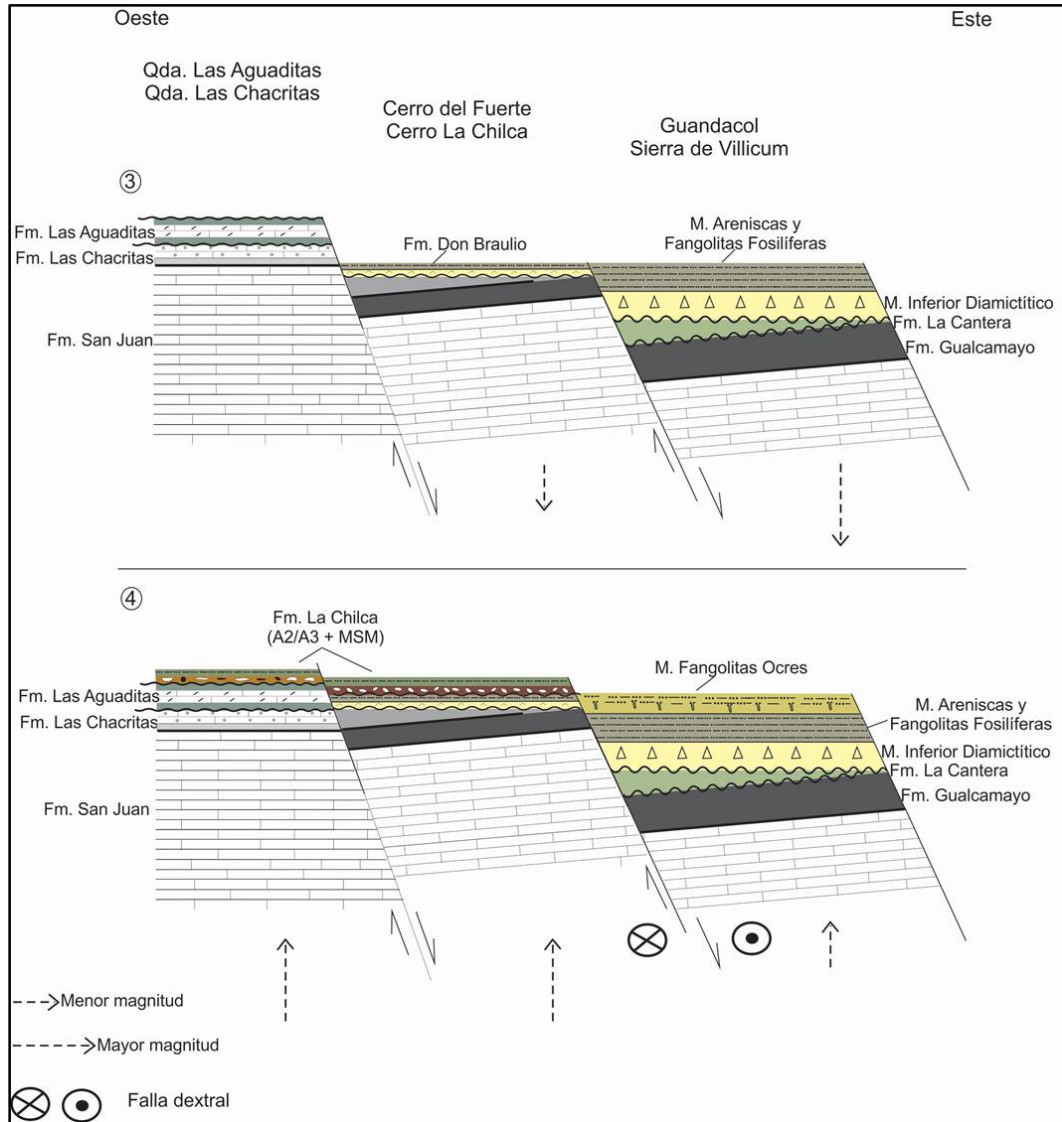 Oeste
Este
Qda. Las Aguaditas
Qda. Las Chacritas
Cerro del Fuerte
Cerro La Chilca
Guandacol
Sierra de Villicum
3
Fm. Las Aguaditas
Fm. Las Chacritas
Fm. San Juan
Fm. Don Braulio
M. Areniscas y
Fangolitas Fosilíferas
M. Inferior Diamictítico
Fm. La Cantera
Fm. Gualcamayo
4
Fm. La Chilca
(A2/A3 + MSM)
Fm. Las Aguaditas
Fm. Las Chacritas
Fm. San Juan
M. Fangolitas Ocres
M. Areniscas y
Fangolitas Fosilíferas
M. Inferior Diamictítico
Fm. La Cantera
Fm. Gualcamayo
Menor magnitud
Mayor magnitud
Falla dextral